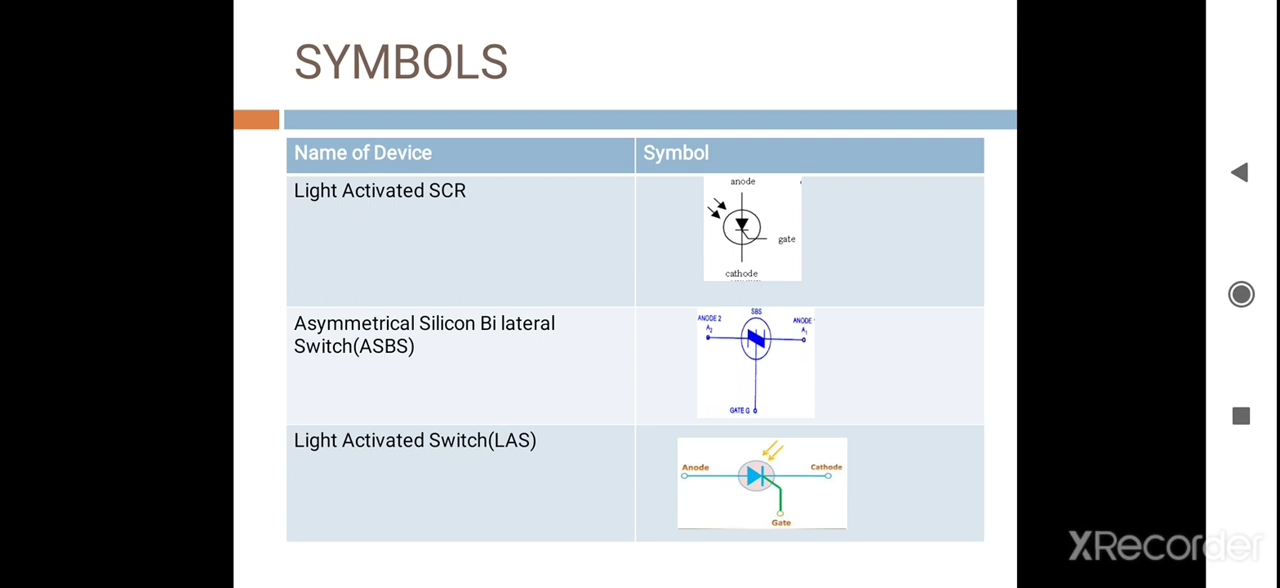 SYMBOLS
Name of Device
Symbol
Light Activated SCR
anode
gate
cathode
Asymmetrical Silicon Bi lateral
Switch(ASBS)
SBS
ANODE 2
A2
ANODE
A1
GATE G
Light Activated Switch(LAS)
Anode
Cathode
Gate
XRecorder